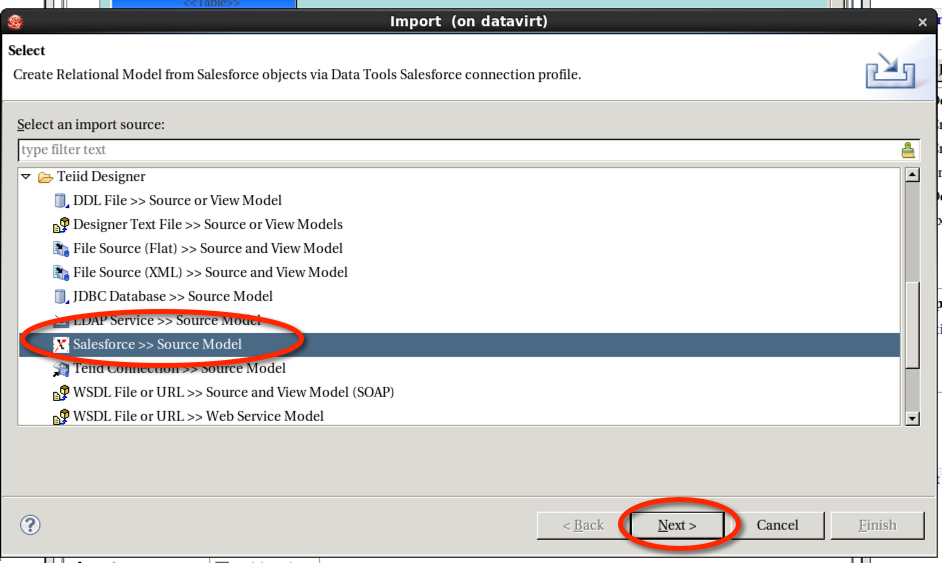 <<Table>>
Import (on datavirt)
Select
Create Relational Model from Salesforce objects via Data Tools Salesforce connection profile.
Select an import source:
type filter text
Teiid Designer
DDL File >> Source or View Model
Designer Text File >> Source or View Models
File Source (Flat) >> Source and View Model
File Source (XML) >> Source and View Model
JDBC Database >> Source Model
LDAP Service >> Source Model
Salesforce >> Source Model
Teiid Connection >> Source Model
WSDL File or URL >> Source and View Model (SOAP)
WSDL File or URL >> Web Service Model
< Back
Next >
Cancel
Finish